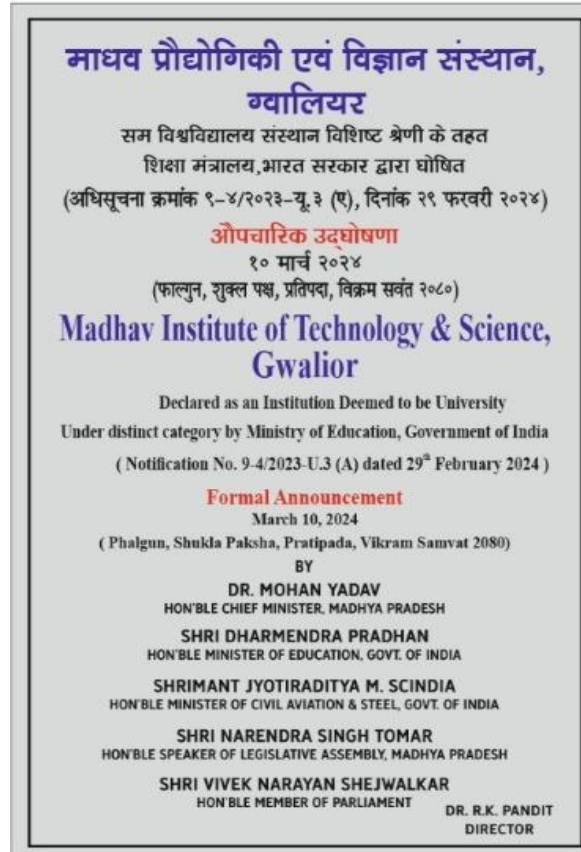 माधव प्रौद्योगिकी एवं विज्ञान संस्थान,
ग्वालियर
सम विश्वविद्यालय संस्थान विशिष्ट श्रेणी के तहत
शिक्षा मंत्रालय,भारत सरकार द्वारा घोषित
(अधिसूचना क्रमांक ९-४/२०२३-यू.३ (ए), दिनांक २९ फरवरी २०२४)
औपचारिक उद्घोषणा
१० मार्च २०२४
(फाल्गुन, शुक्ल पक्ष, प्रतिपदा, विक्रम सवंत २०८०)
Madhav Institute of Technology & Science,
Gwalior
Declared as an Institution Deemed to be University
Under distinct category by Ministry of Education, Government of India
( Notification No. 9-4/2023-U.3 (A) dated 29th February 2024 )
Formal Announcement
March 10, 2024
( Phalgun, Shukla Paksha, Pratipada, Vikram Samvat 2080)
BY
DR. MOHAN YADAV
HON'BLE CHIEF MINISTER, MADHYA PRADESH
SHRI DHARMENDRA PRADHAN
HON'BLE MINISTER OF EDUCATION, GOVT. OF INDIA
SHRIMANT JYOTIRADITYA M. SCINDIA
HON'BLE MINISTER OF CIVIL AVIATION & STEEL, GOVT. OF INDIA
SHRI NARENDRA SINGH TOMAR
HON'BLE SPEAKER OF LEGISLATIVE ASSEMBLY, MADHYA PRADESH
SHRI VIVEK NARAYAN SHEJWALKAR
HON'BLE MEMBER OF PARLIAMENT
DR. R.K. PANDIT
DIRECTOR